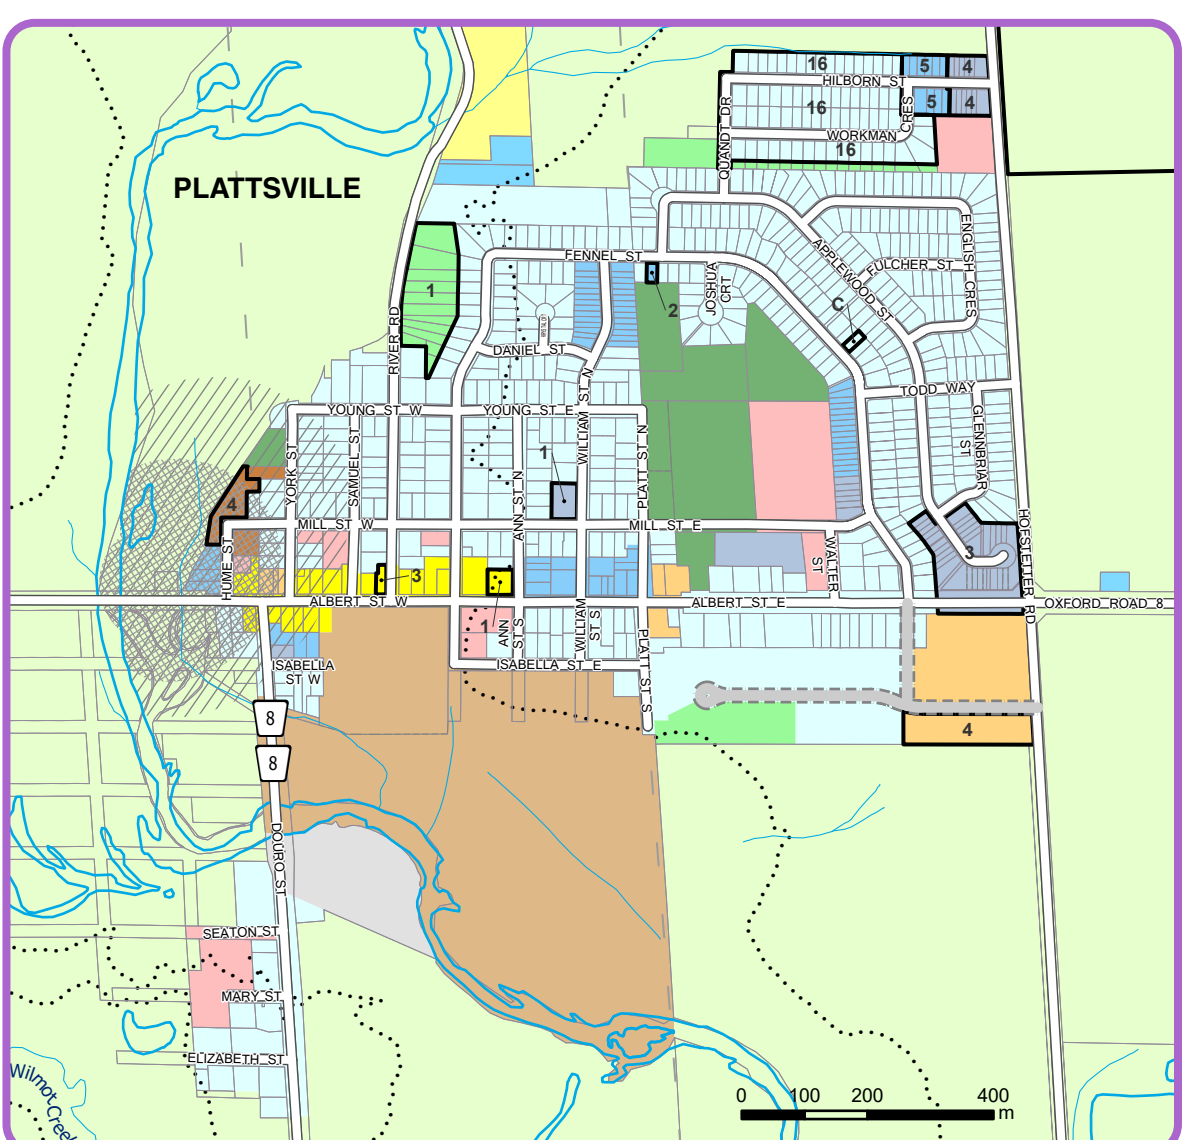 16
5
4
HILBORN ST
16
5
4
CRES
QUANDT DR
WORKMAN
16
PLATTSVILLE
ENGLISH CRES
FENNEL ST
APPLEWOOD ST
FULCHER ST
JOSHUA
CRT
1
2
C
RIVER RD
DANIEL ST
TODD WAY
WILLIAM ST N
YOUNG ST W
YOUNG ST E
GLENBRIAR
ST
YORK ST
SAMUEL ST
1
ANN ST N
PLATT ST N
4
MILL ST W
MILL ST E
HOFSTETTER RD
HUME ST
WALTER
ST
3
3
ALBERT ST W
ALBERT ST E
OXFORD ROAD 8
1
ANN
ST S
WILLIAM
ST S
PLATT ST S
ISABELLA
ST W
ISABELLA ST E
8
4
8
DOURO ST
SEATON ST
MARY ST
ELIZABETH ST
Wilmot Creek
0 100 200 400
m